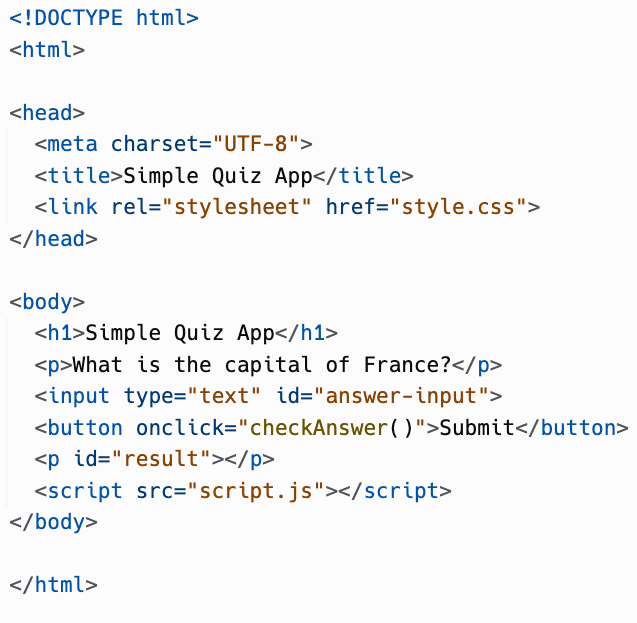 <!DOCTYPE html>
<html>
<head>
<meta charset="UTF-8">
<title>Simple Quiz App</title>
<link rel="stylesheet" href="style.css">
</head>
<body>
<h1>Simple Quiz App</h1>
<p>What is the capital of France?</p>
<input type="text" id="answer-input">
<button onclick="checkAnswer()">Submit</button>
<p id="result"></p>
<script src="script.js"></script>
</body>
</html>